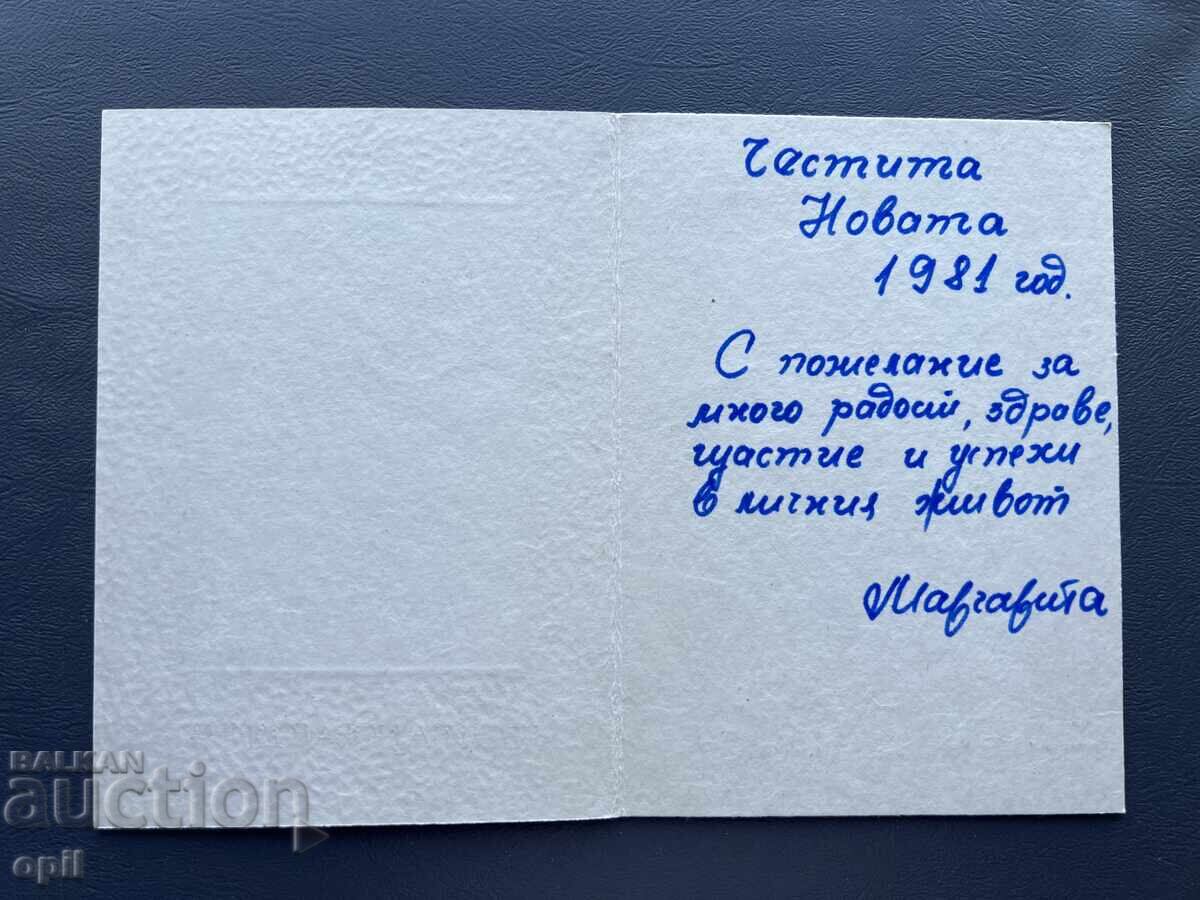 Честита
Новата
1981 год.
С пожелание за
много радост, здраве,
щастие и успехи
в личния живот
Маргарита
BALKAN
auction
opil